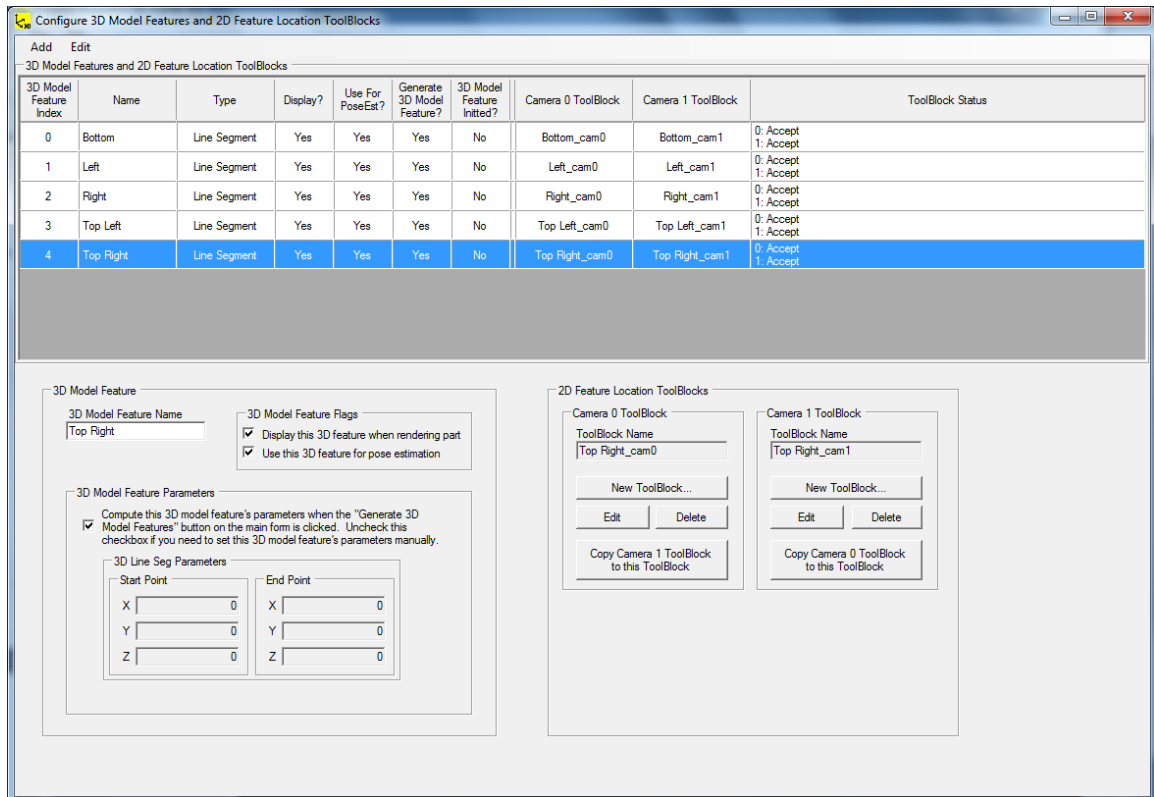 Configure 3D Model Features and 2D Feature Location ToolBlocks
Add Edit
3D Model Features and 2D Feature Location ToolBlocks
3D Model Feature Index Name Type Display? Use For PoseEst? Generate 3D Model Feature? 3D Model Feature Initted? Camera 0 ToolBlock Camera 1 ToolBlock ToolBlock Status
0 Bottom Line Segment Yes Yes Yes No Bottom_cam0 Bottom_cam1 0: Accept
1: Accept
1 Left Line Segment Yes Yes Yes No Left_cam0 Left_cam1 0: Accept
1: Accept
2 Right Line Segment Yes Yes Yes No Right_cam0 Right_cam1 0: Accept
1: Accept
3 Top Left Line Segment Yes Yes Yes No Top Left_cam0 Top Left_cam1 0: Accept
1: Accept
4 Top Right Line Segment Yes Yes Yes No Top Right_cam0 Top Right_cam1 0: Accept
1: Accept
3D Model Feature
3D Model Feature Name
Top Right
3D Model Feature Flags
Display this 3D feature when rendering part
Use this 3D feature for pose estimation
3D Model Feature Parameters
Compute this 3D model feature's parameters when the "Generate 3D
Model Features" button on the main form is clicked. Uncheck this
checkbox if you need to set this 3D model feature's parameters manually.
3D Line Seg Parameters
Start Point
X 0
Y 0
Z 0
End Point
X 0
Y 0
Z 0
2D Feature Location ToolBlocks
Camera 0 ToolBlock
ToolBlock Name
Top Right_cam0
New ToolBlock...
Edit Delete
Copy Camera 1 ToolBlock
to this ToolBlock
Camera 1 ToolBlock
ToolBlock Name
Top Right_cam1
New ToolBlock...
Edit Delete
Copy Camera 0 ToolBlock
to this ToolBlock